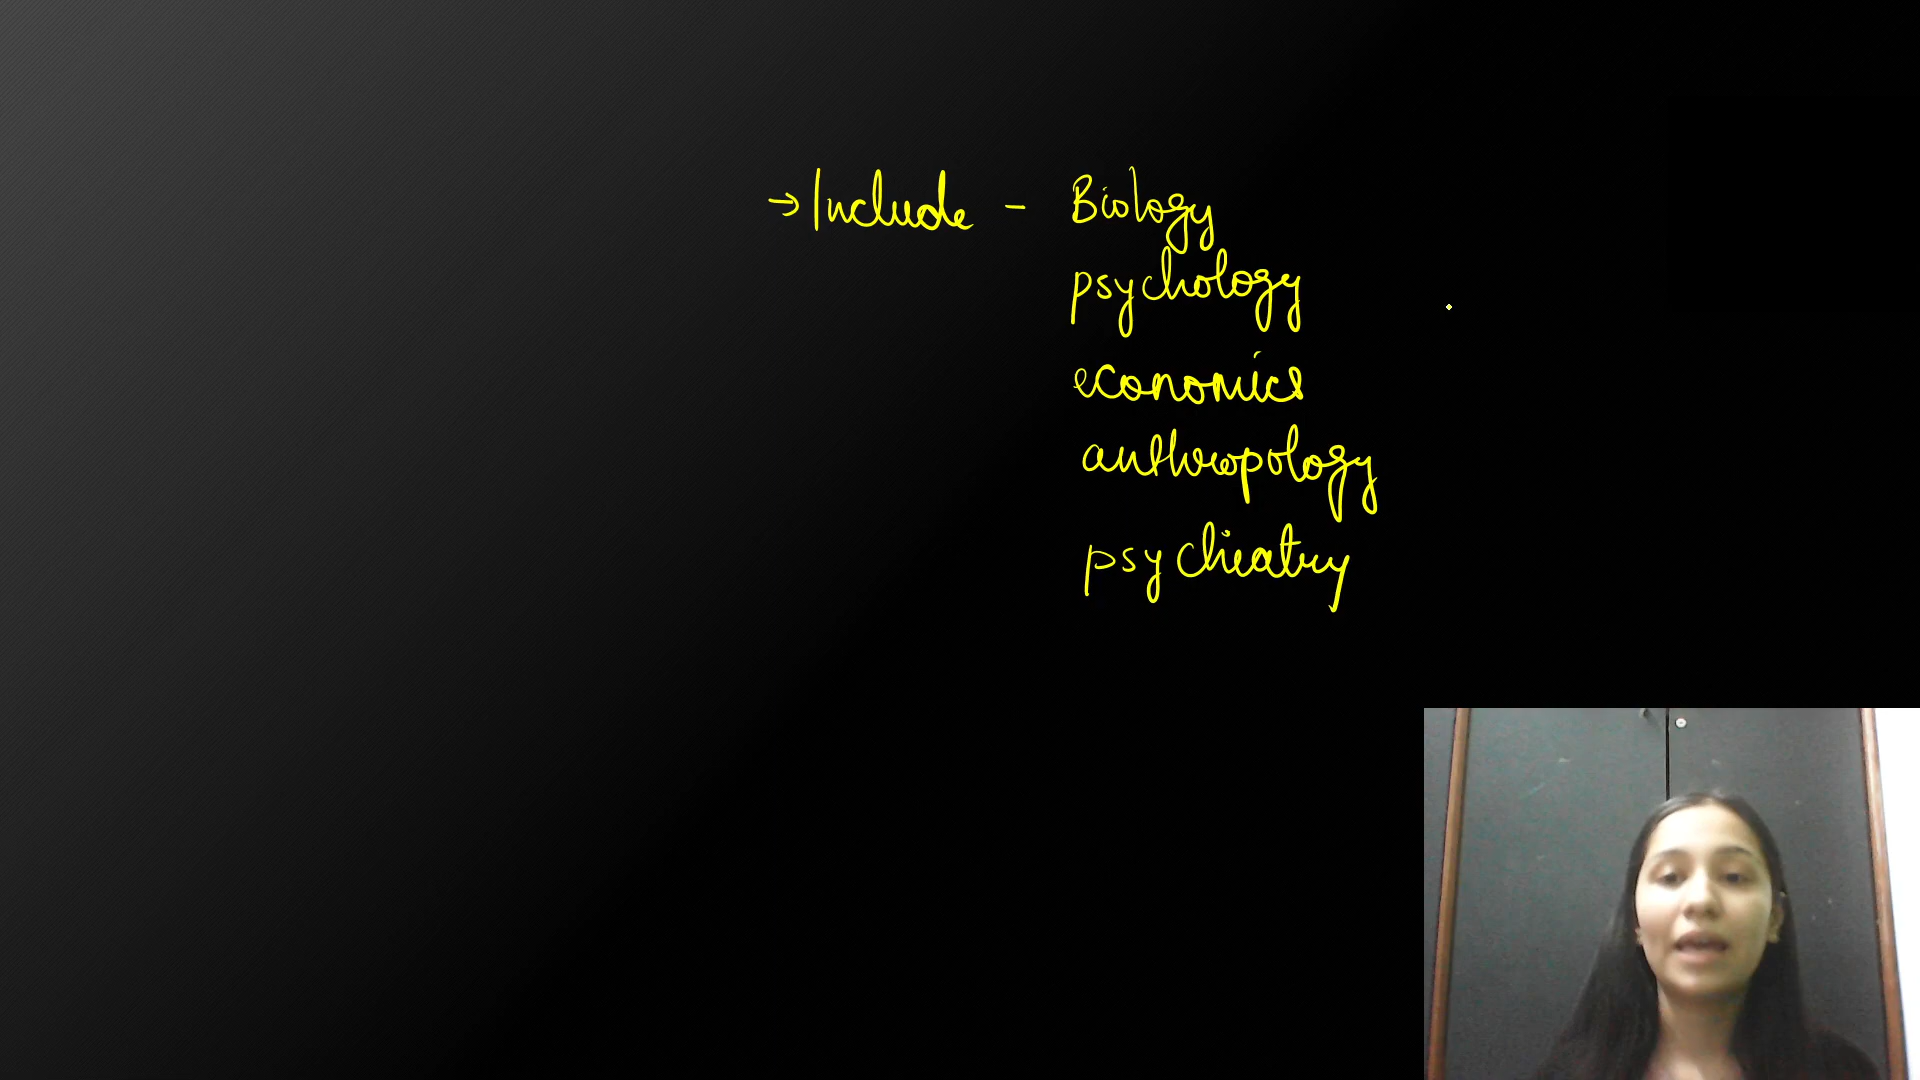 → Include - Biology
psychology
economics
anthropology
psychiatry